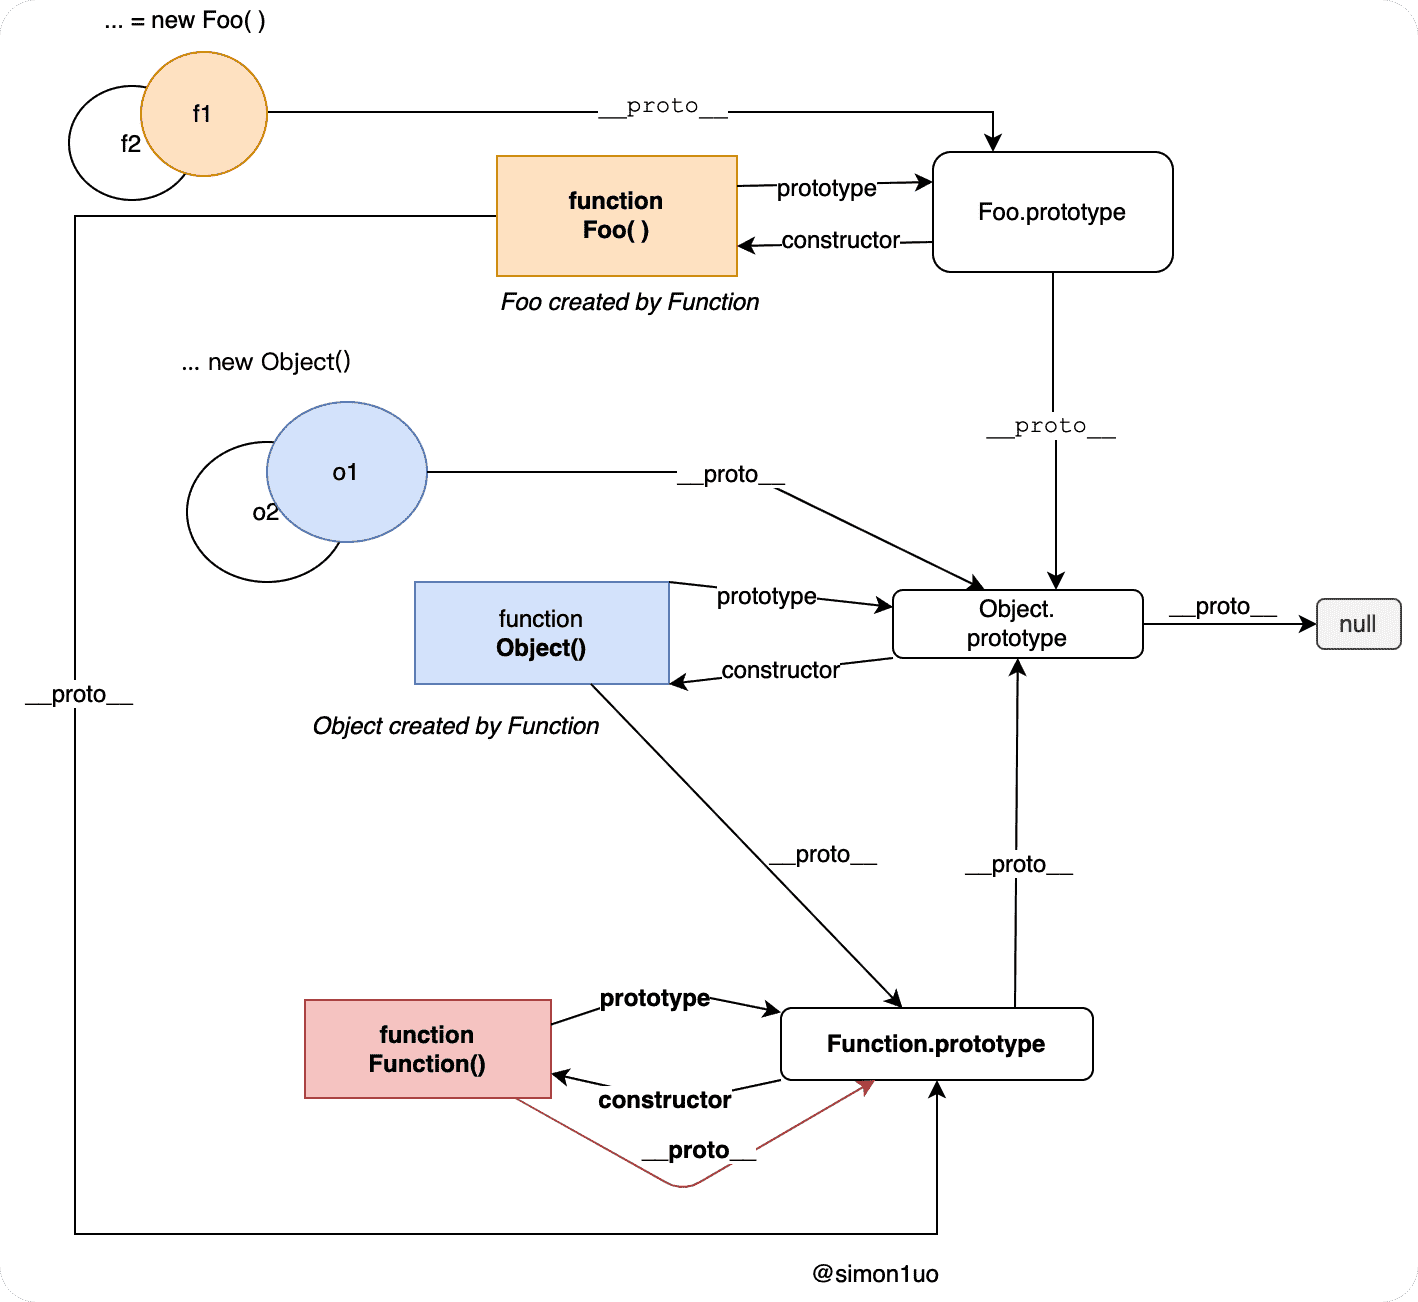 ... = new Foo( )
f1
f2
__proto__
function
Foo( )
prototype
constructor
Foo.prototype
Foo created by Function
... new Object()
o1
o2
__proto__
__proto__
function
Object()
prototype
constructor
Object.
prototype
__proto__
null
__proto__
Object created by Function
__proto__
__proto__
function
Function()
prototype
constructor
__proto__
Function.prototype
@simon1uo